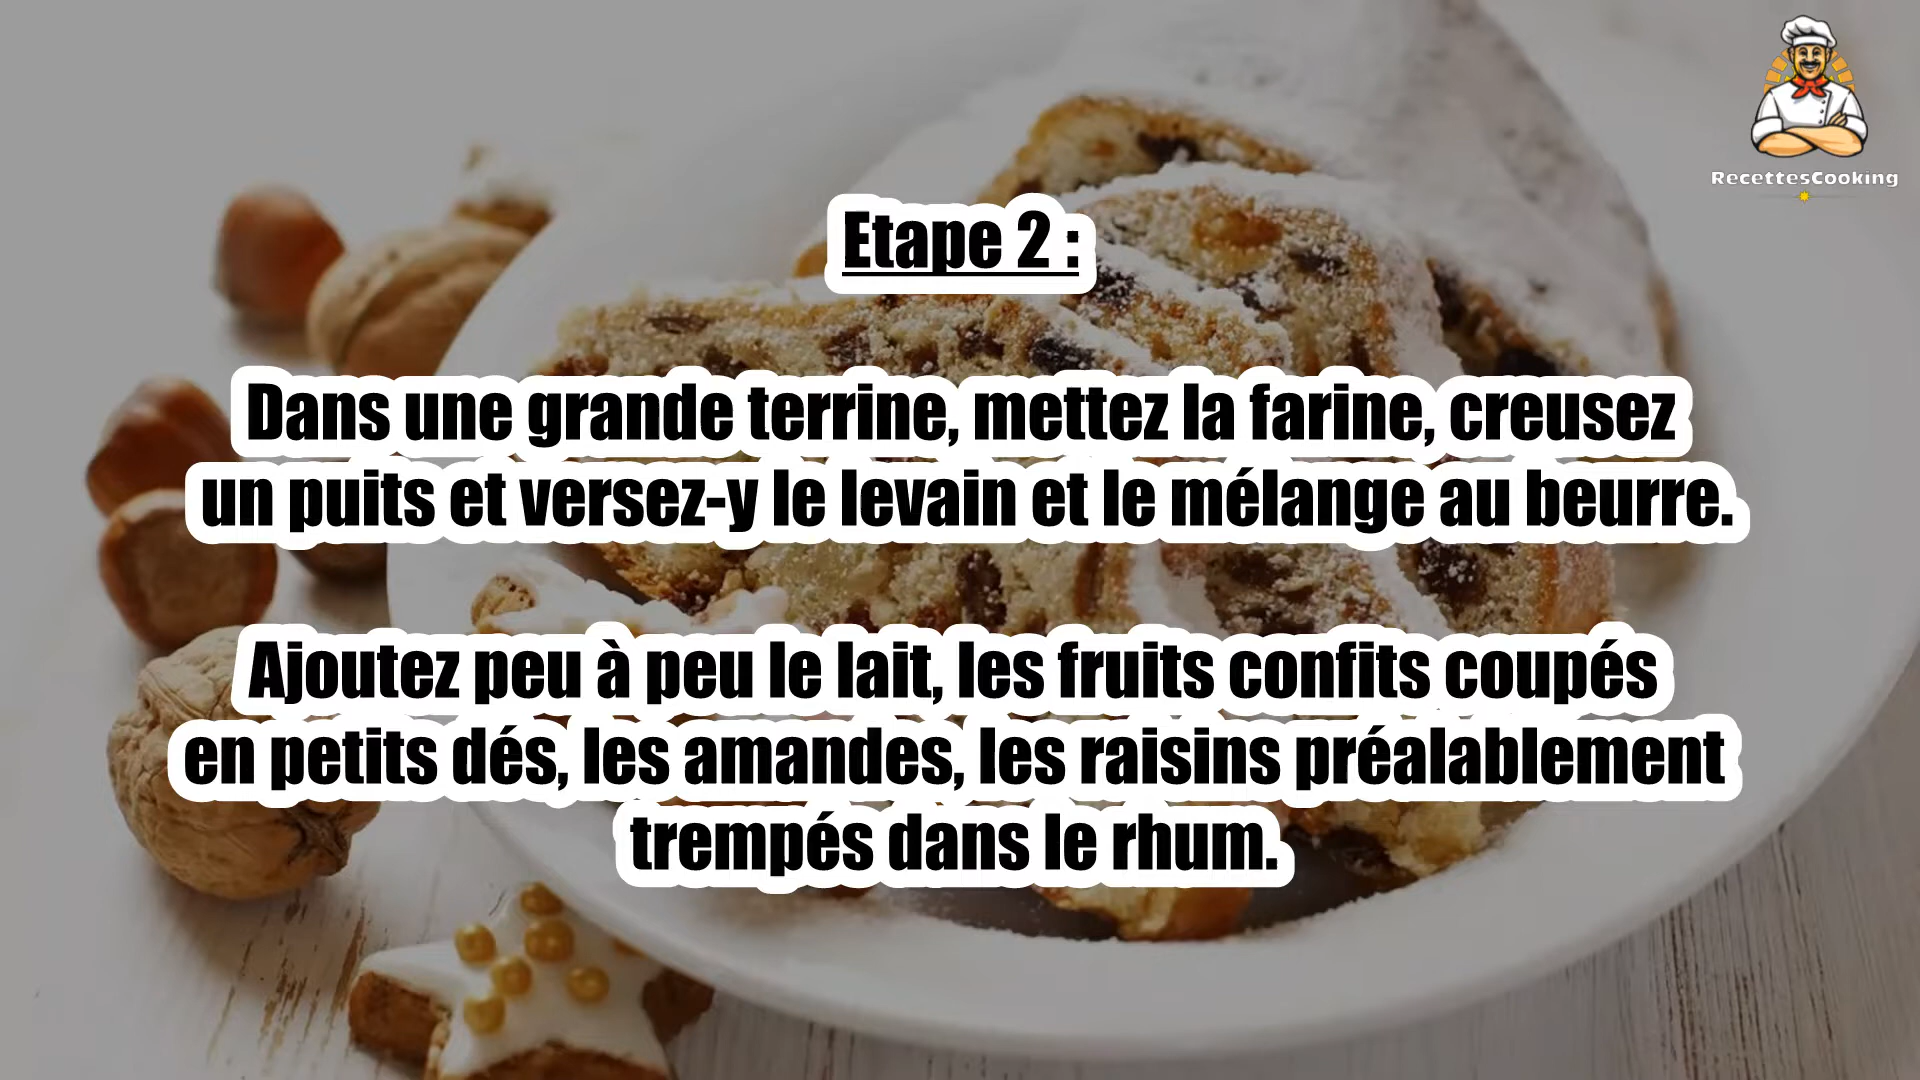 RecettesCooking
Etape 2 :
Dans une grande terrine, mettez la farine, creusez
un puits et versez-y le levain et le mélange au beurre.
Ajoutez peu à peu le lait, les fruits confits coupés
en petits dés, les amandes, les raisins préalablement
trempés dans le rhum.